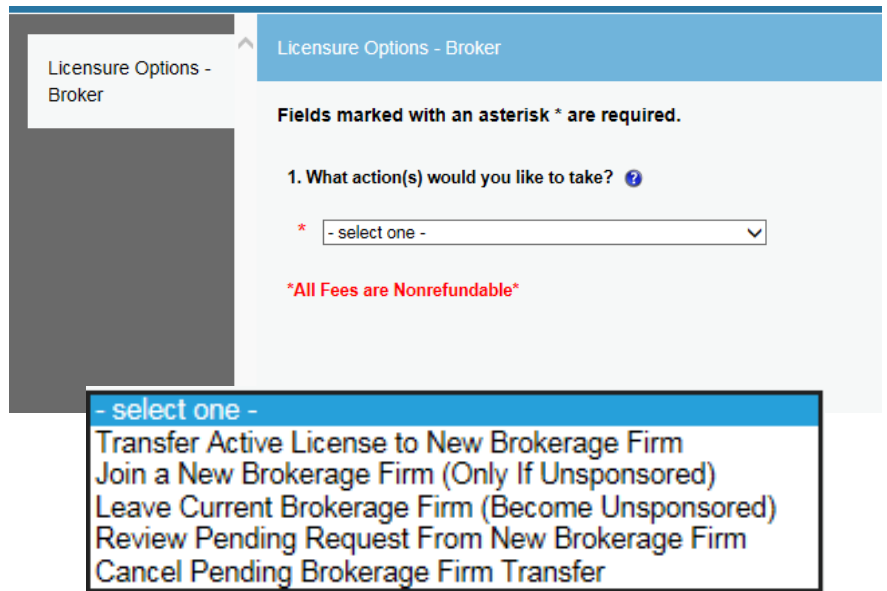 Licensure Options -
Broker
Licensure Options - Broker
Fields marked with an asterisk * are required.
1. What action(s) would you like to take? ?
* - select one -
*All Fees are Nonrefundable*
- select one -
Transfer Active License to New Brokerage Firm
Join a New Brokerage Firm (Only If Unsponsored)
Leave Current Brokerage Firm (Become Unsponsored)
Review Pending Request From New Brokerage Firm
Cancel Pending Brokerage Firm Transfer